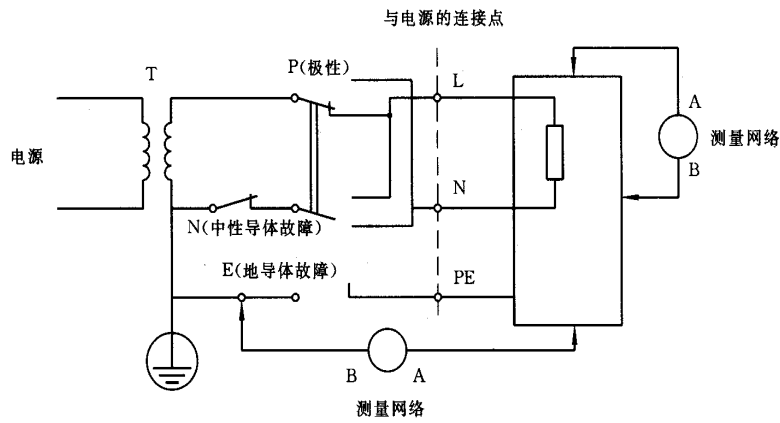 与电源的连接点
T
P(极性)
L
A
测量网络
B
电源
N
N(中性导体故障)
E(地导体故障)
PE
B
A
测量网络